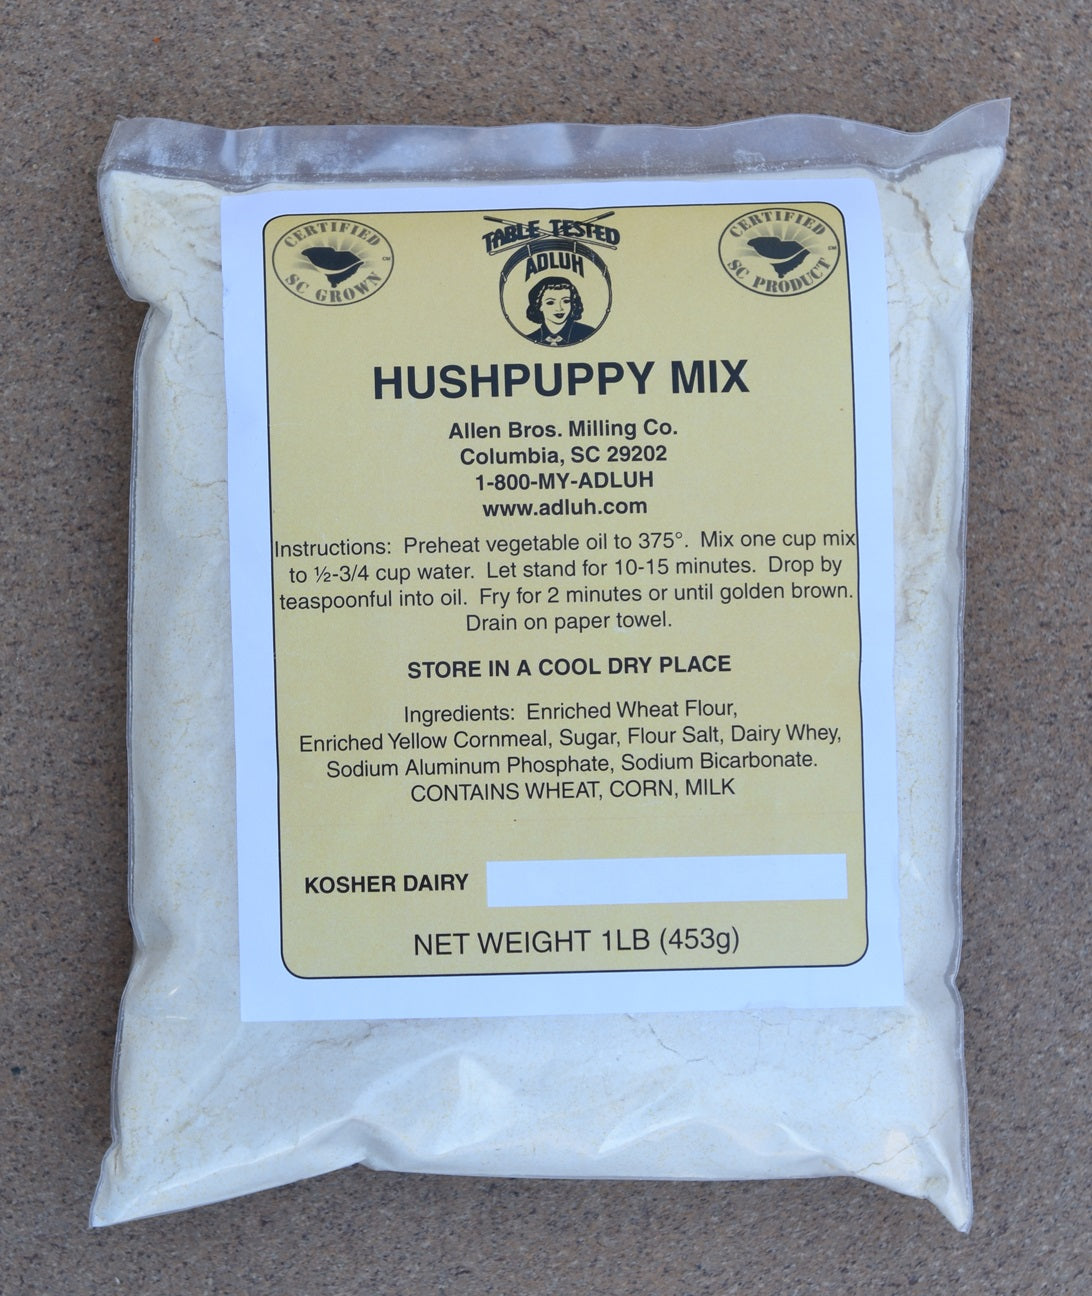 CERTIFIED
SC GROWN
CM
TABLE TESTED
ADLUH
CERTIFIED
SC PRODUCT
CM
HUSHPUPPY MIX
Allen Bros. Milling Co.
Columbia, SC 29202
1-800-MY-ADLUH
www.adluh.com
Instructions:  Preheat vegetable oil to 375°.  Mix one cup mix
to ½-3/4 cup water.  Let stand for 10-15 minutes.  Drop by
teaspoonful into oil.  Fry for 2 minutes or until golden brown.
Drain on paper towel.
STORE IN A COOL DRY PLACE
Ingredients:  Enriched Wheat Flour,
Enriched Yellow Cornmeal, Sugar, Flour Salt, Dairy Whey,
Sodium Aluminum Phosphate, Sodium Bicarbonate.
CONTAINS WHEAT, CORN, MILK
KOSHER DAIRY
NET WEIGHT 1LB (453g)